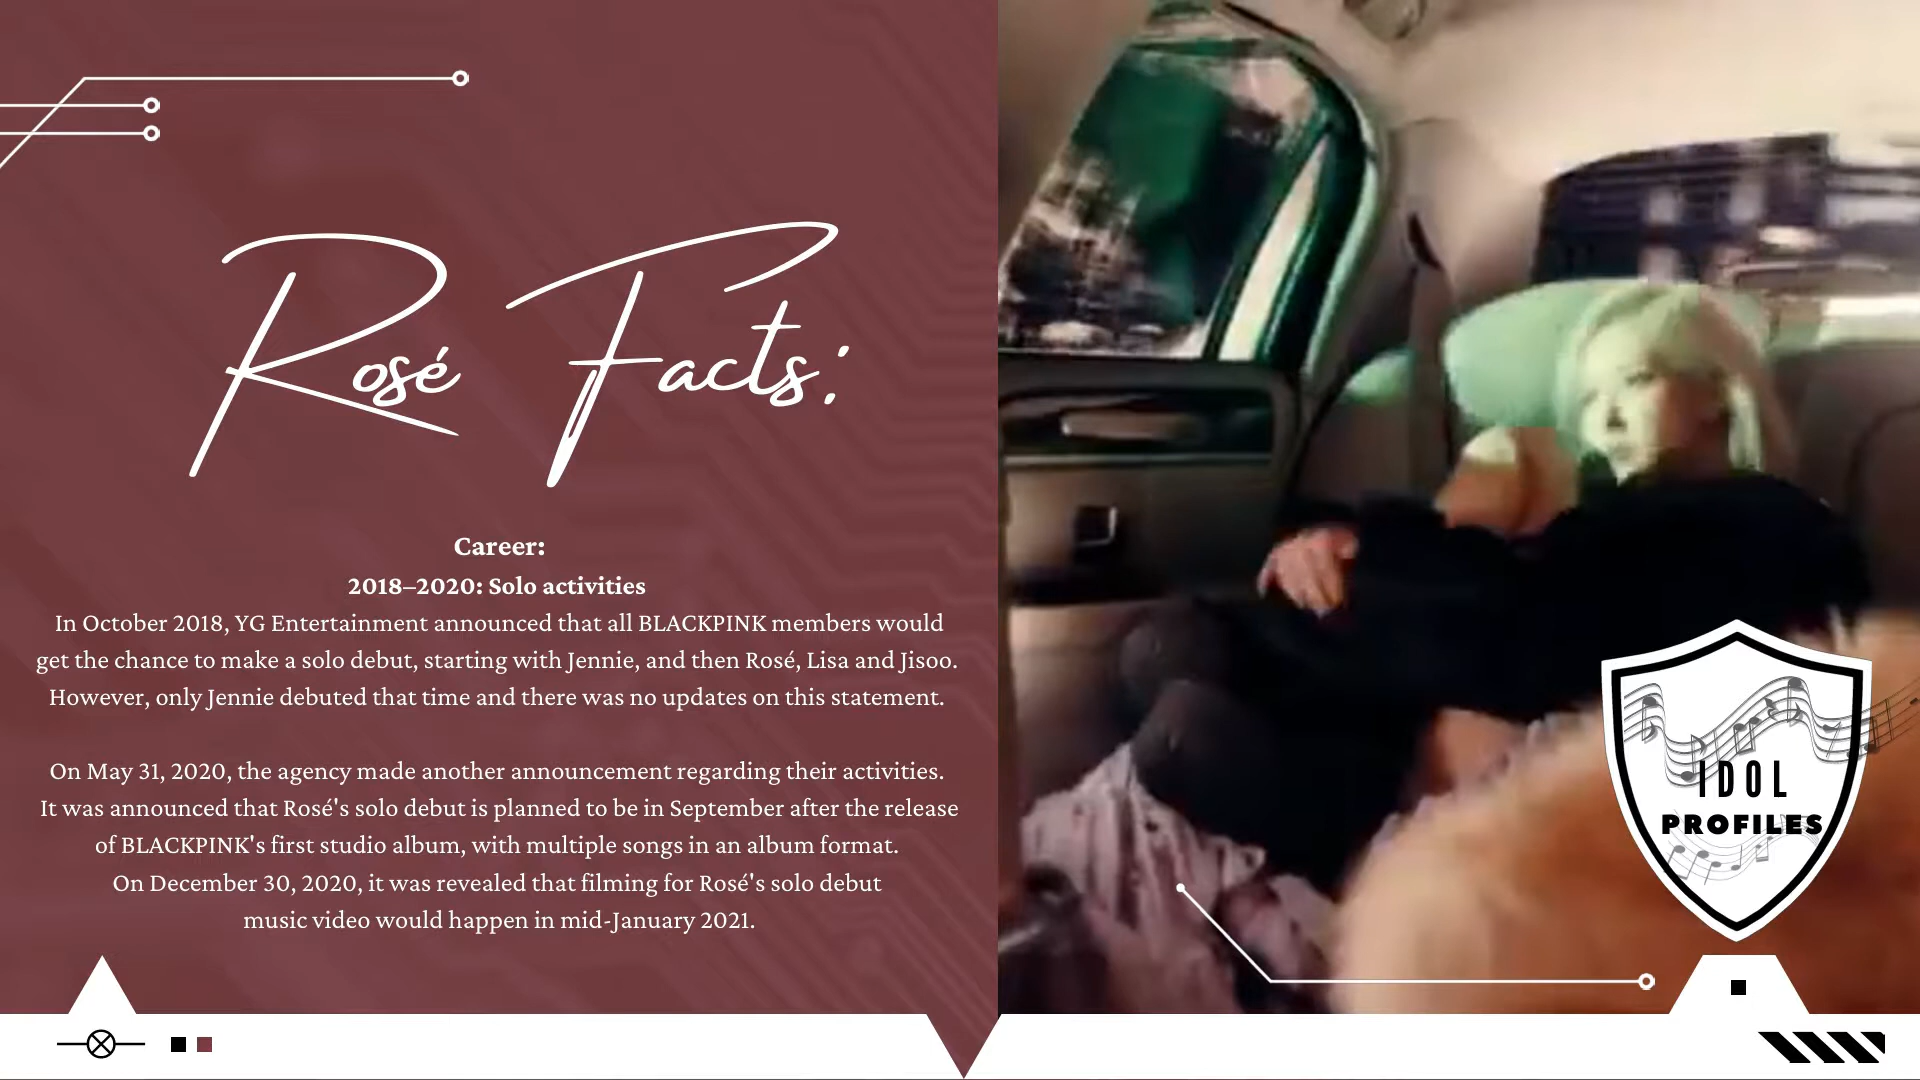 Rosé Facts:
Career:
2018–2020: Solo activities
In October 2018, YG Entertainment announced that all BLACKPINK members would
get the chance to make a solo debut, starting with Jennie, and then Rosé, Lisa and Jisoo.
However, only Jennie debuted that time and there was no updates on this statement.
On May 31, 2020, the agency made another announcement regarding their activities.
It was announced that Rosé's solo debut is planned to be in September after the release
of BLACKPINK's first studio album, with multiple songs in an album format.
On December 30, 2020, it was revealed that filming for Rosé's solo debut
music video would happen in mid-January 2021.
IDOL
PROFILES